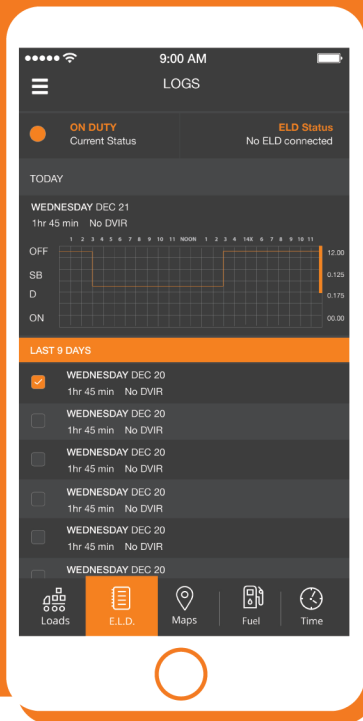 9:00 AM
LOGS
ON DUTY
Current Status
ELD Status
No ELD connected
TODAY
WEDNESDAY DEC 21
1hr 45 min No DVIR
1 2 3 4 5 6 7 8 9 10 11 NOOR 1 2 3 14X 6 7 8 9 10 11
OFF 12.00
SB 0.125
D 0.175
ON 00.00
LAST 9 DAYS
WEDNESDAY DEC 20
1hr 45 min No DVIR
WEDNESDAY DEC 20
1hr 45 min No DVIR
WEDNESDAY DEC 20
1hr 45 min No DVIR
WEDNESDAY DEC 20
1hr 45 min No DVIR
WEDNESDAY DEC 20
1hr 45 min No DVIR
WEDNESDAY DEC 20
Loads E.L.D. Maps Fuel Time